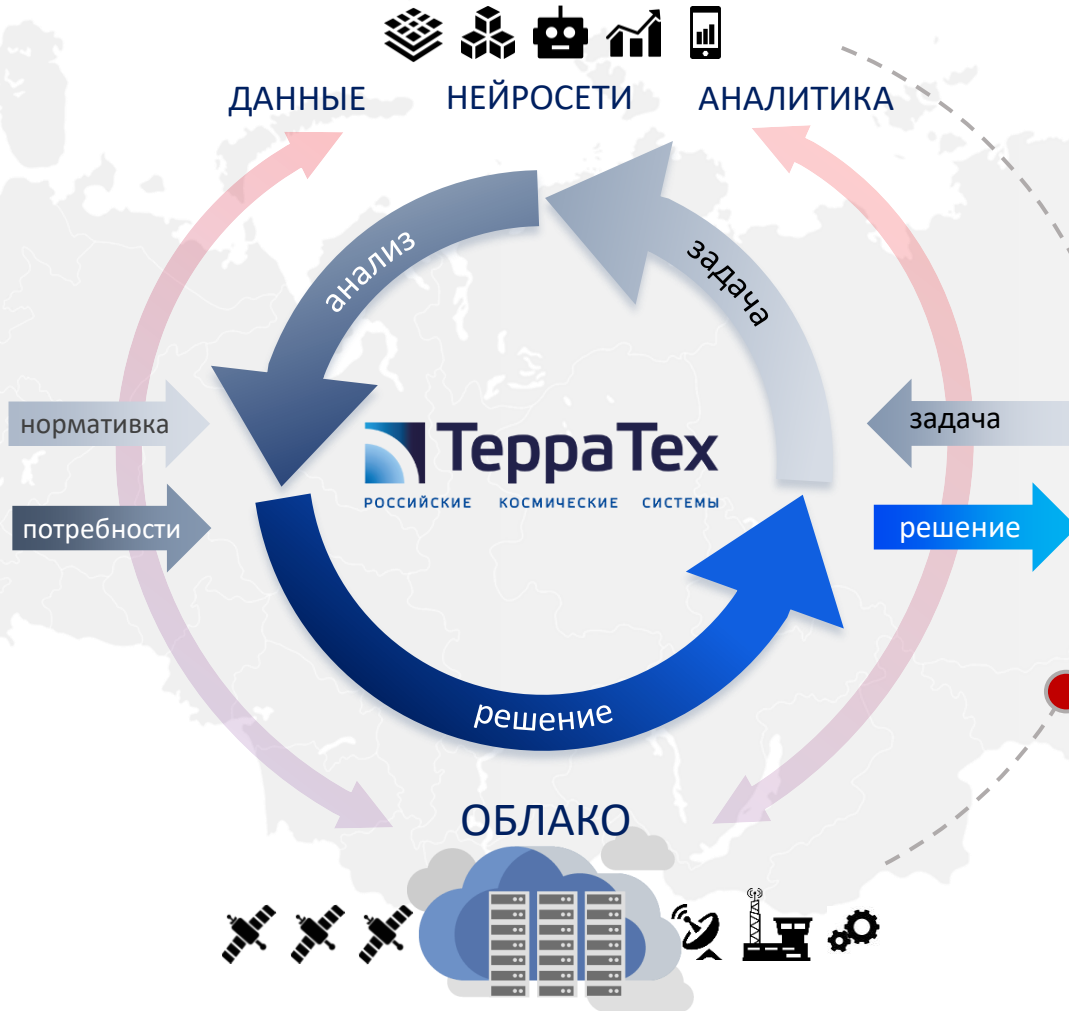 ДАННЫЕ НЕЙРОСЕТИ АНАЛИТИКА
анализ
задача
нормативка
потребности
ТерраТех
РОССИЙСКИЕ КОСМИЧЕСКИЕ СИСТЕМЫ
задача
решение
решение
ОБЛАКО